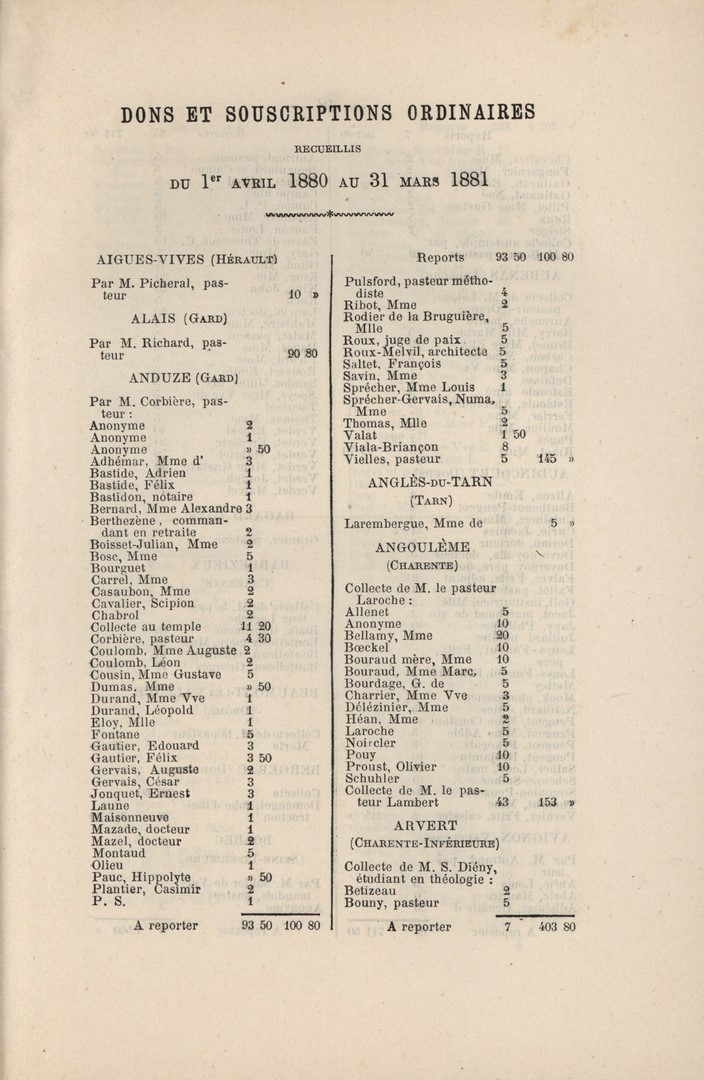 DONS ET SOUSCRIPTIONS ORDINAIRES
RECUEILLIS
DU 1er AVRIL 1880 AU 31 MARS 1881
AIGUES-VIVES (HÉRAULT)
Par M. Picheral, pas-
teur 10 »
ALAIS (GARD)
Par M. Richard, pas-
teur 90 80
ANDUZE (GARD)
Par M. Corbière, pas-
teur :
Anonyme 2
Anonyme 1
Anonyme » 50
Adhémar, Mme d' 3
Bastide, Adrien 1
Bastide, Félix 1
Bastidon, notaire 1
Bernard, Mme Alexandre 3
Berthezène, comman-
dant en retraite 2
Boisset-Julian, Mme 2
Bosc, Mme 5
Bourguet 1
Carrel, Mme 3
Casaubon, Mme 2
Cavalier, Scipion 2
Chabrol 2
Collecte au temple 11 20
Corbière, pasteur 4 30
Coulomb, Mme Auguste 2
Coulomb, Léon 2
Cousin, Mme Gustave 5
Dumas, Mme » 50
Durand, Mme Vve 1
Durand, Léopold 1
Eloy, Mlle 1
Fontane 5
Gautier, Edouard 3
Gautier, Félix 3 50
Gervais, Auguste 2
Gervais, César 3
Jonquet, Ernest 3
Laune 1
Maisonneuve 1
Mazade, docteur 1
Mazel, docteur 2
Montaud 5
Olieu 1
Pauc, Hippolyte » 50
Plantier, Casimir 2
P. S. 1
A reporter 93 50 100 80
Reports 93 50 100 80
Pulsford, pasteur métho-
diste 4
Ribot, Mme 2
Rodier de la Bruguière,
Mlle 5
Roux, juge de paix 5
Roux-Melvil, architecte 5
Saltet, François 5
Savin, Mme 3
Sprécher, Mme Louis 1
Sprécher-Gervais, Numa,
Mme 5
Thomas, Mlle 2
Valat 1 50
Viala-Briançon 8
Vielles, pasteur 5 145 »
ANGLÈS-DU-TARN
(TARN)
Larembergue, Mme de 5 »
ANGOULÊME
(CHARENTE)
Collecte de M. le pasteur
Laroche :
Allenet 5
Anonyme 10
Bellamy, Mme 20
Bœckel 10
Bouraud mère, Mme 10
Bouraud, Mme Marc, 5
Bourdage, G. de 5
Charrier, Mme Vve 3
Délézinier, Mme 5
Héan, Mme 2
Laroche 5
Noircler 5
Pouy 10
Proust, Olivier 10
Schuhler 5
Collecte de M. le pas-
teur Lambert 43 153 »
ARVERT
(CHARENTE-INFÉRIEURE)
Collecte de M. S. Diény,
étudiant en théologie :
Betizeau 2
Bouny, pasteur 5
A reporter 7 403 80